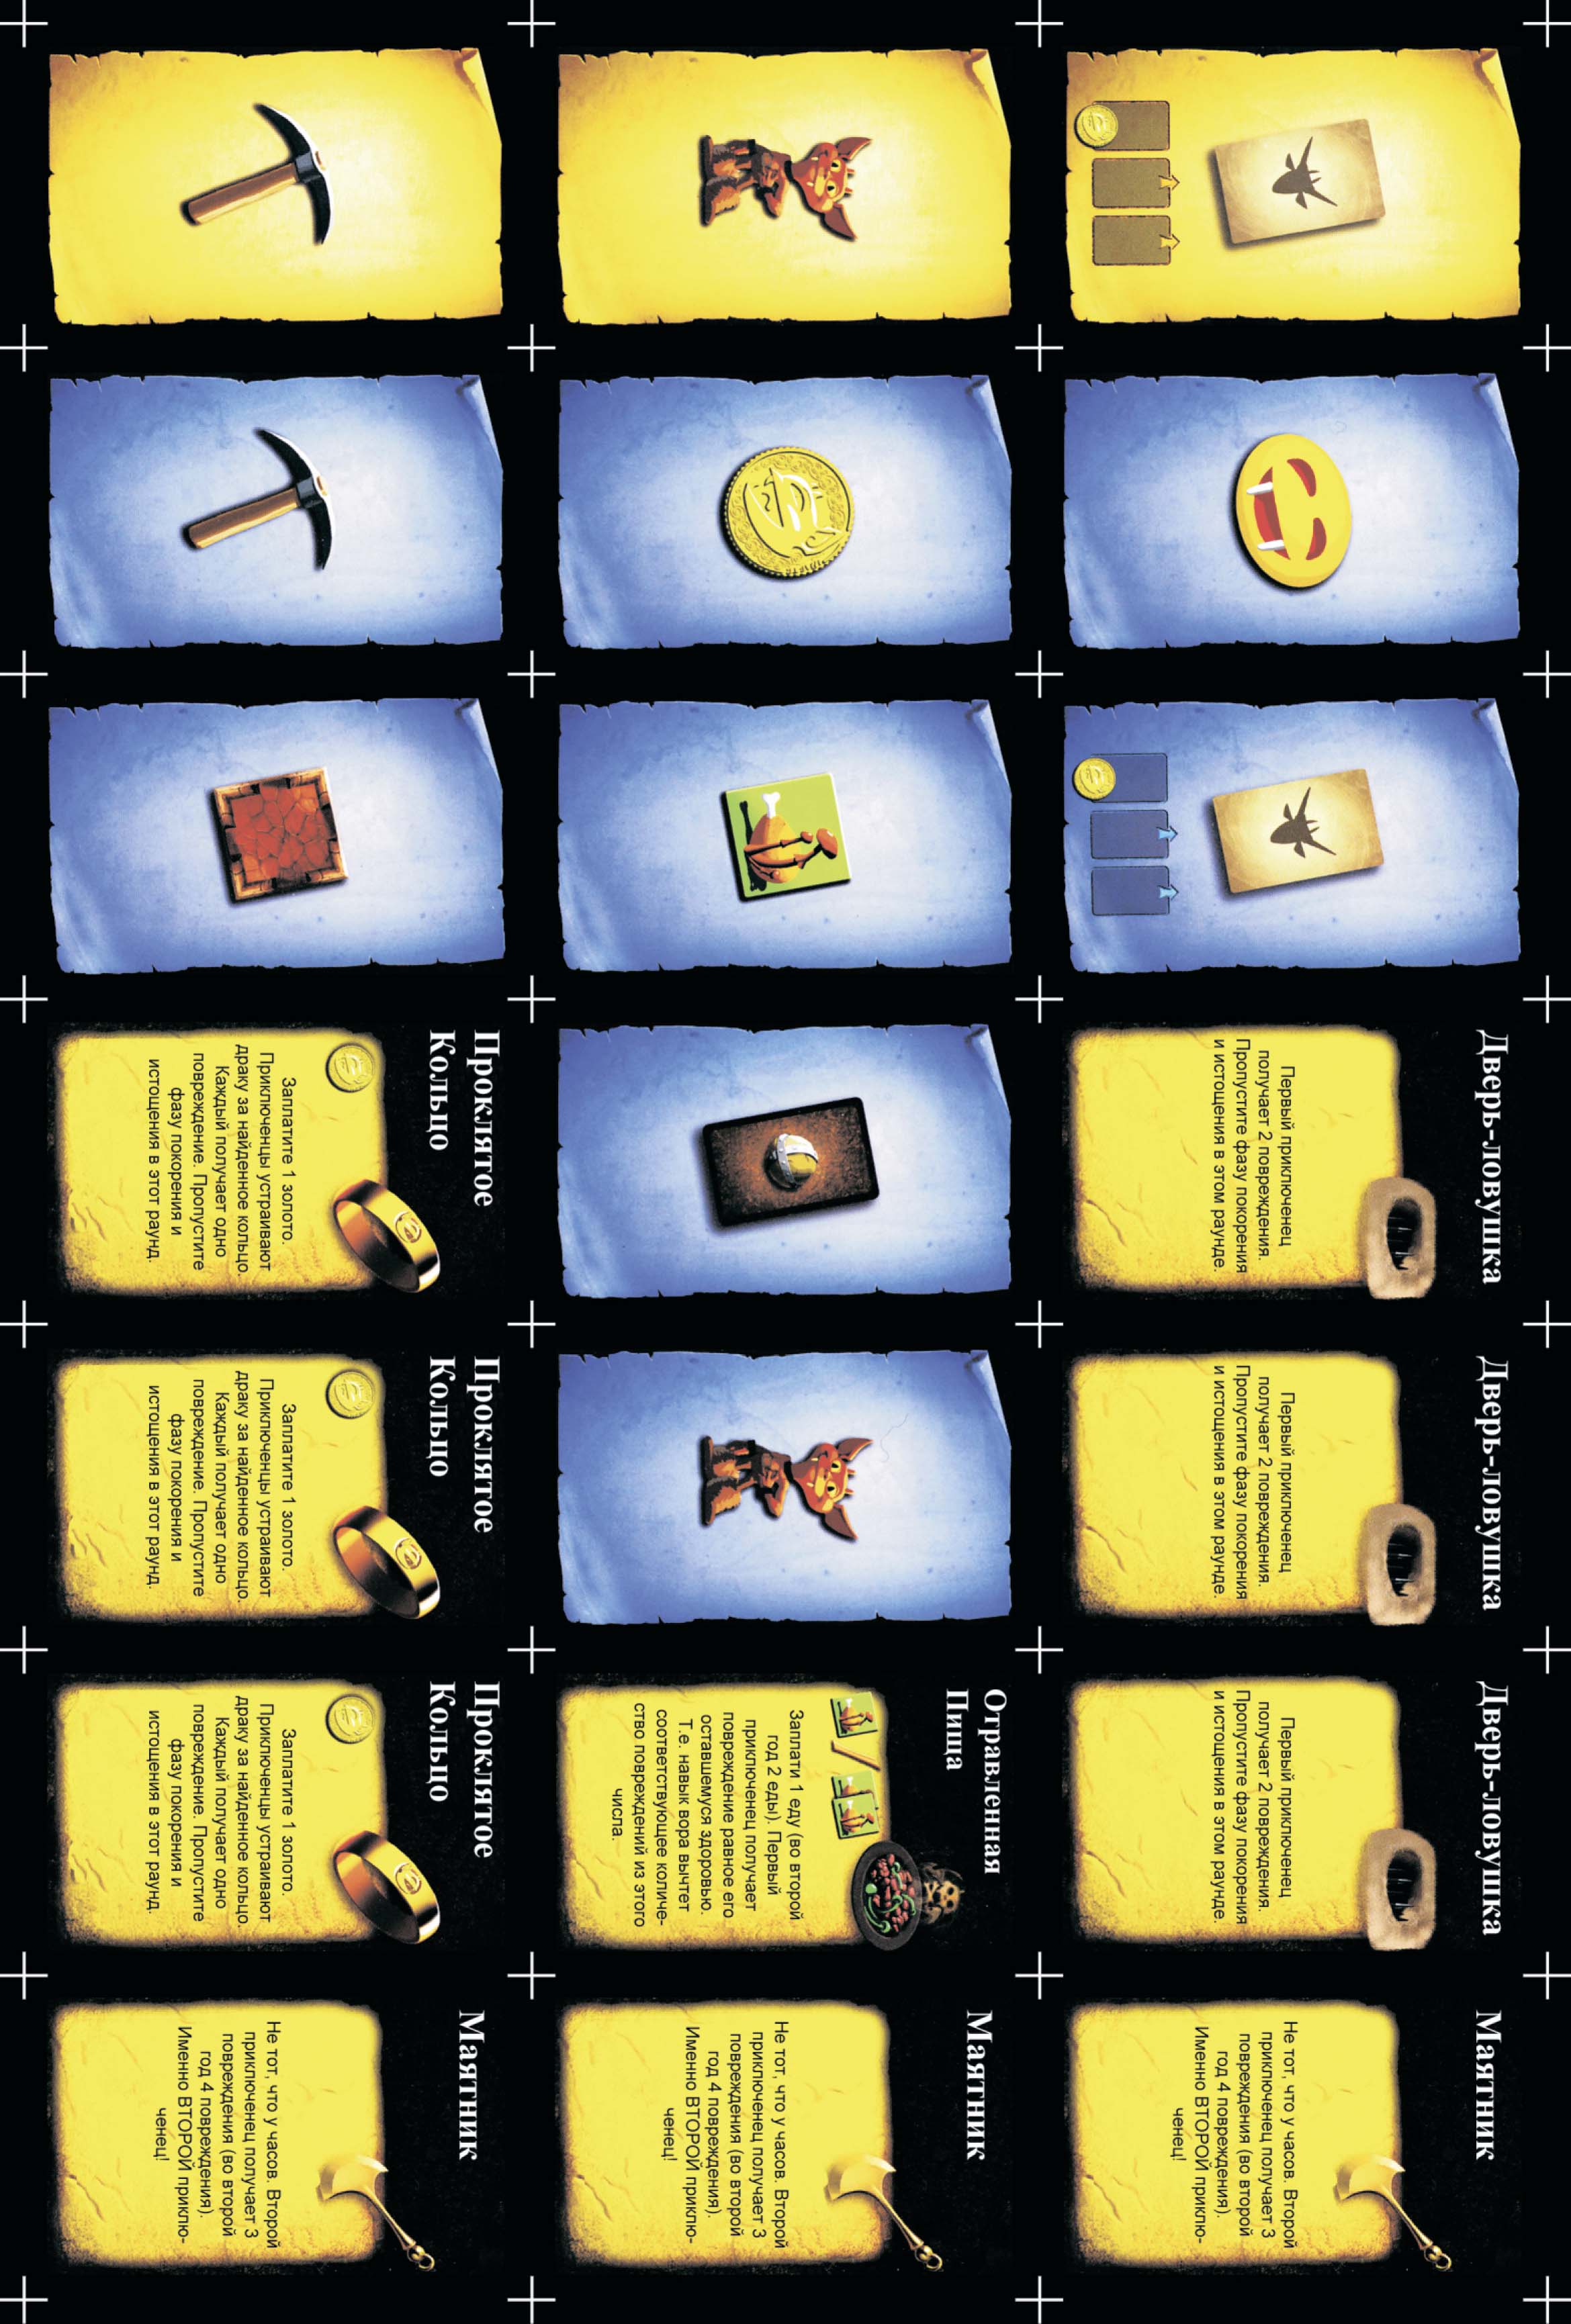 Проклятое
Кольцо
Заплатите 1 золото.
Приключенцы устраивают
драку за найденное кольцо.
Каждый получает одно
повреждение. Пропустите
фазу покорения и
истощения в этот раунд.
Дверь-ловушка
Первый приключенец
получает 2 повреждения.
Пропустите фазу покорения
и истощения в этом раунде.
Проклятое
Кольцо
Заплатите 1 золото.
Приключенцы устраивают
драку за найденное кольцо.
Каждый получает одно
повреждение. Пропустите
фазу покорения и
истощения в этот раунд.
Дверь-ловушка
Первый приключенец
получает 2 повреждения.
Пропустите фазу покорения
и истощения в этом раунде.
Проклятое
Кольцо
Заплатите 1 золото.
Приключенцы устраивают
драку за найденное кольцо.
Каждый получает одно
повреждение. Пропустите
фазу покорения и
истощения в этот раунд.
Отравленная
Пища
Заплати 1 еду (во второй
год 2 еды). Первый
приключенец получает
повреждение равное его
оставшемуся здоровью.
Т.е. навык вора вычтет
соответствующее количе-
ство повреждений из этого
числа.
Дверь-ловушка
Первый приключенец
получает 2 повреждения.
Пропустите фазу покорения
и истощения в этом раунде.
Маятник
Не тот, что у часов. Второй
приключенец получает 3
повреждения (во второй
год 4 повреждения).
Именно ВТОРОЙ приклю-
ченец!
Маятник
Не тот, что у часов. Второй
приключенец получает 3
повреждения (во второй
год 4 повреждения).
Именно ВТОРОЙ приклю-
ченец!
Маятник
Не тот, что у часов. Второй
приключенец получает 3
повреждения (во второй
год 4 повреждения).
Именно ВТОРОЙ приклю-
ченец!